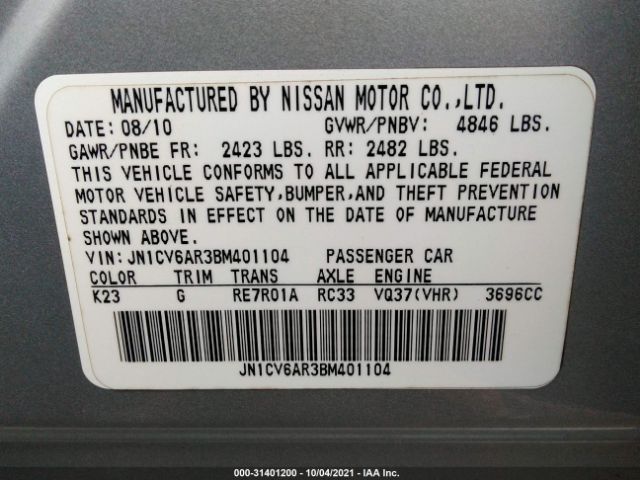 MANUFACTURED BY NISSAN MOTOR CO.,LTD.
DATE: 08/10 GVWR/PNBV: 4846 LBS.
GAWR/PNBE FR: 2423 LBS. RR: 2482 LBS.
THIS VEHICLE CONFORMS TO ALL APPLICABLE FEDERAL
MOTOR VEHICLE SAFETY,BUMPER,AND THEFT PREVENTION
STANDARDS IN EFFECT ON THE DATE OF MANUFACTURE
SHOWN ABOVE.
VIN: JN1CV6AR3BM401104 PASSENGER CAR
COLOR TRIM TRANS AXLE ENGINE
K23 G RE7R01A RC33 VQ37(VHR) 3696CC
JN1CV6AR3BM401104
000-31401200 - 10/04/2021 - IAA Inc.